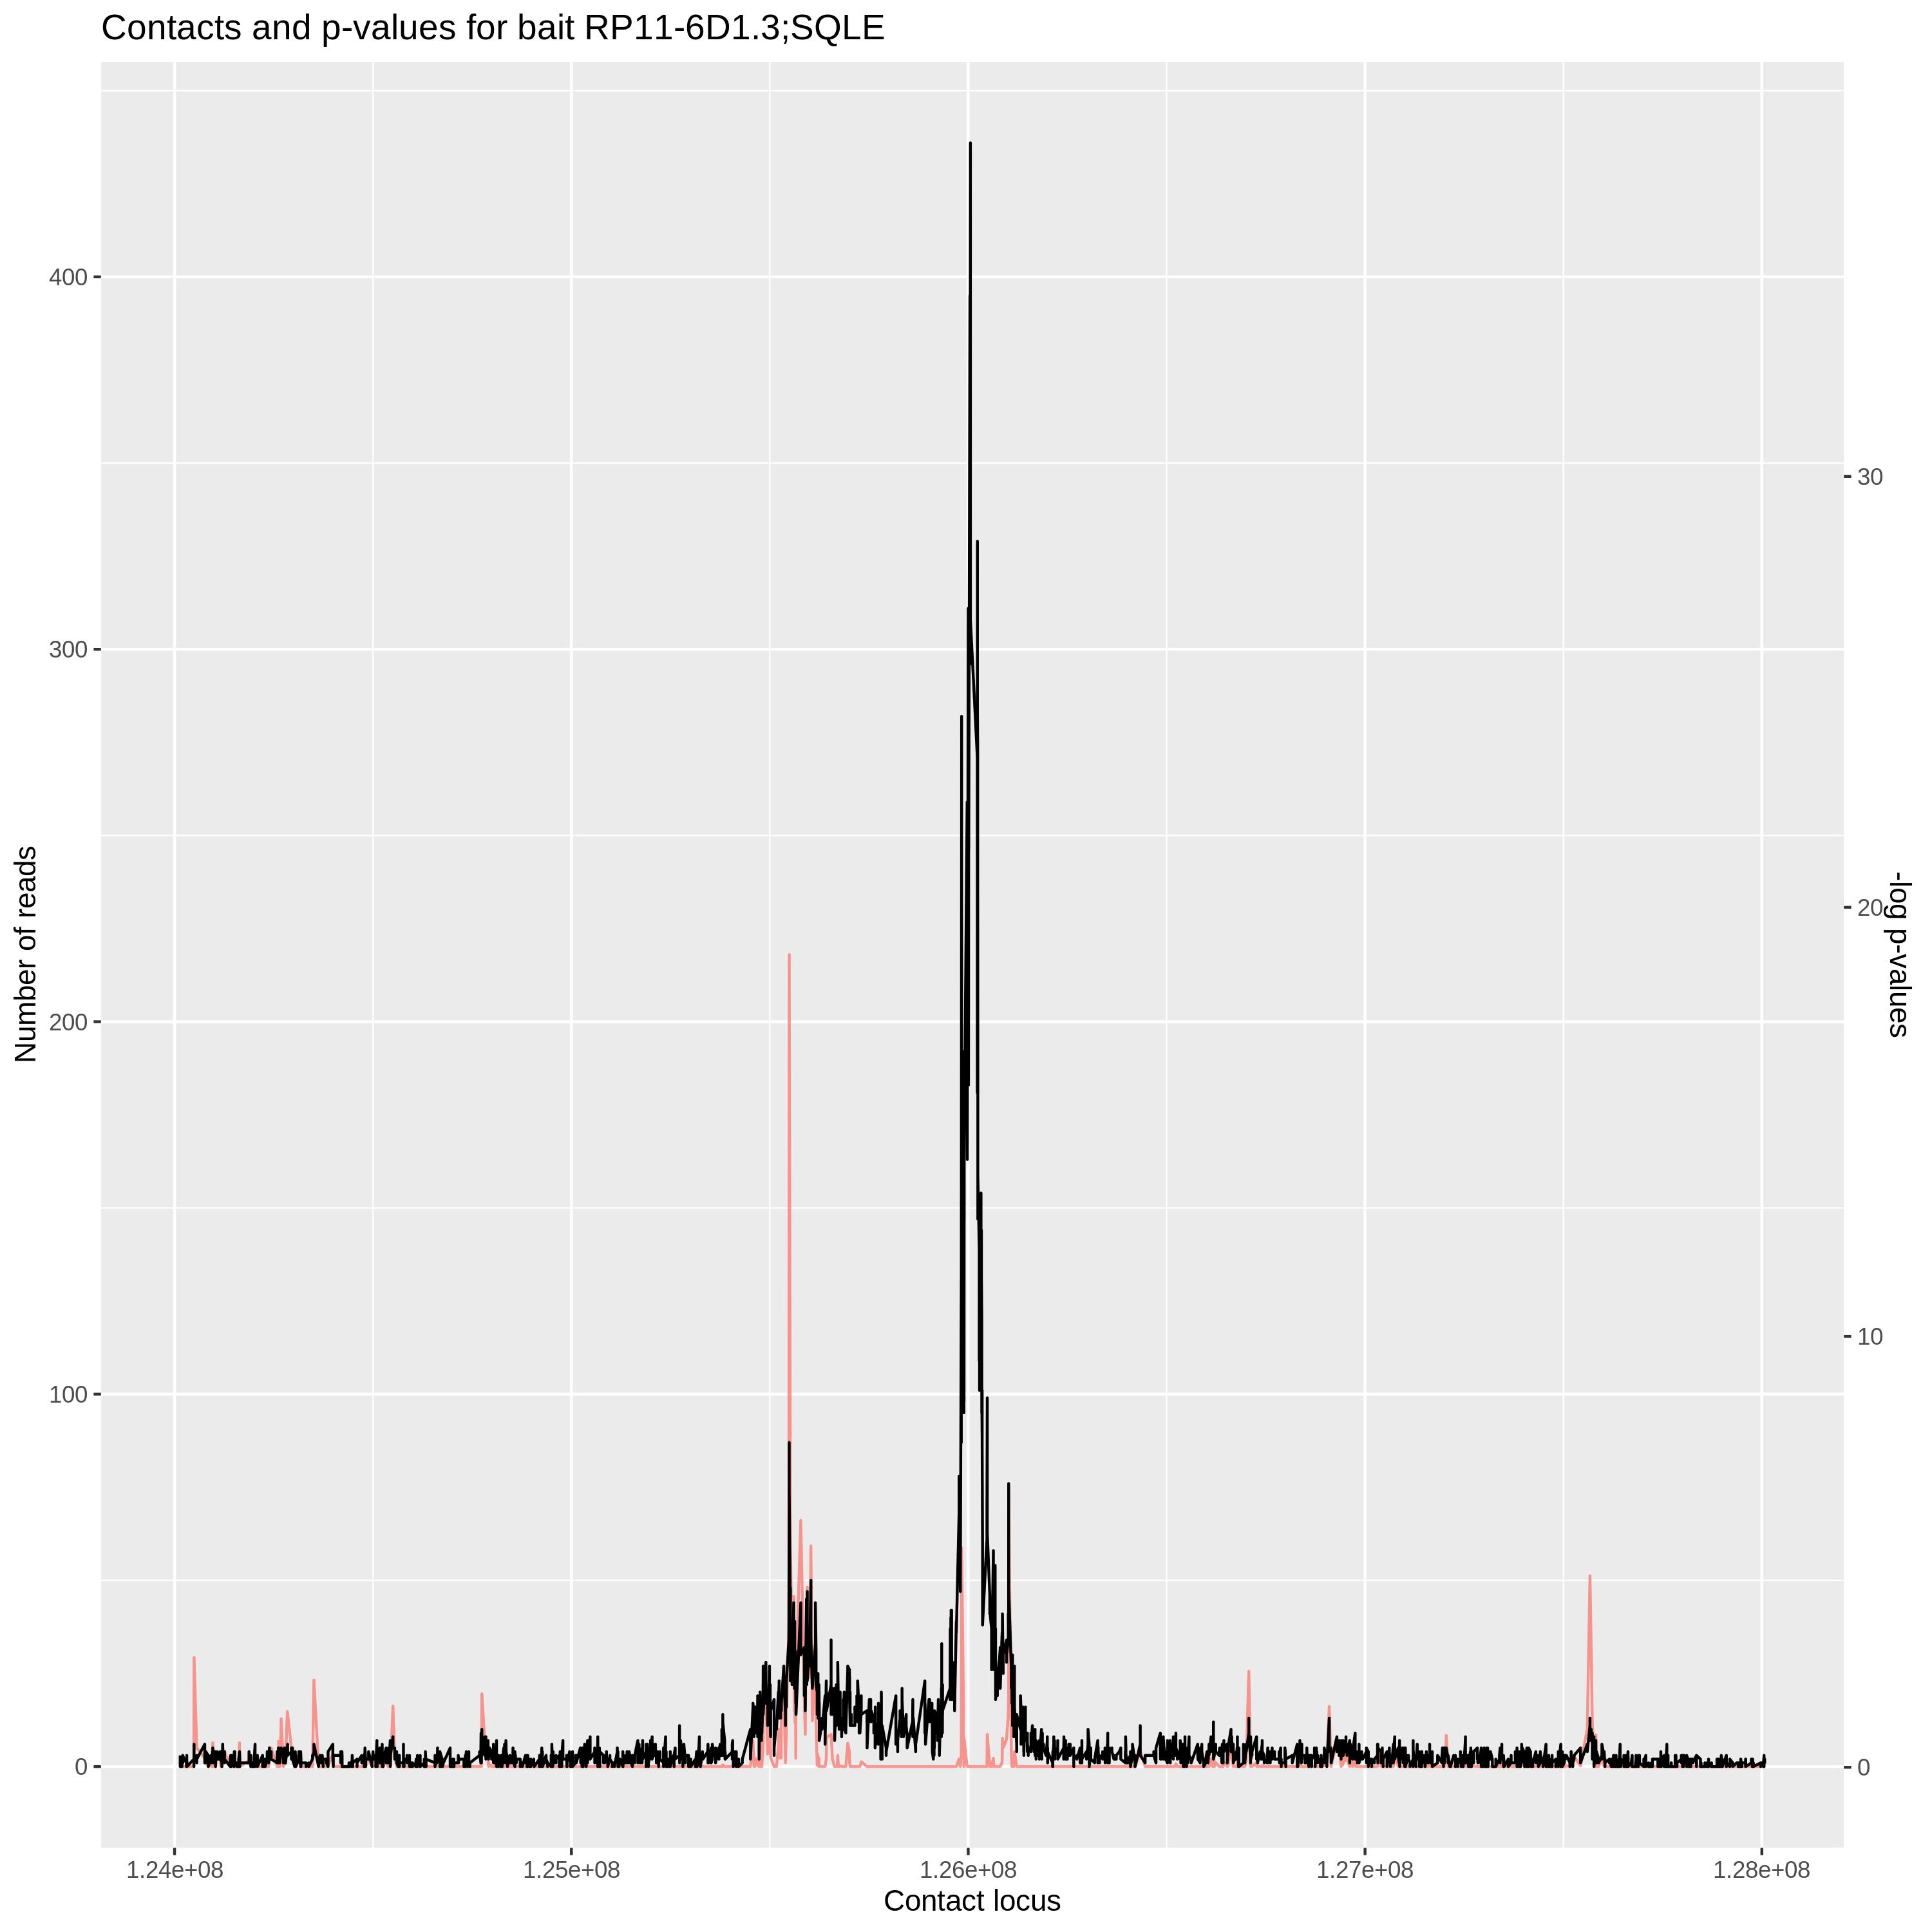 Contacts and p-values for bait RP11-6D1.3;SQLE
400
300
200
100
0
Number of reads
30
20
10
0
-log p-values
1.24e+08 1.25e+08 1.26e+08 1.27e+08 1.28e+08
Contact locus